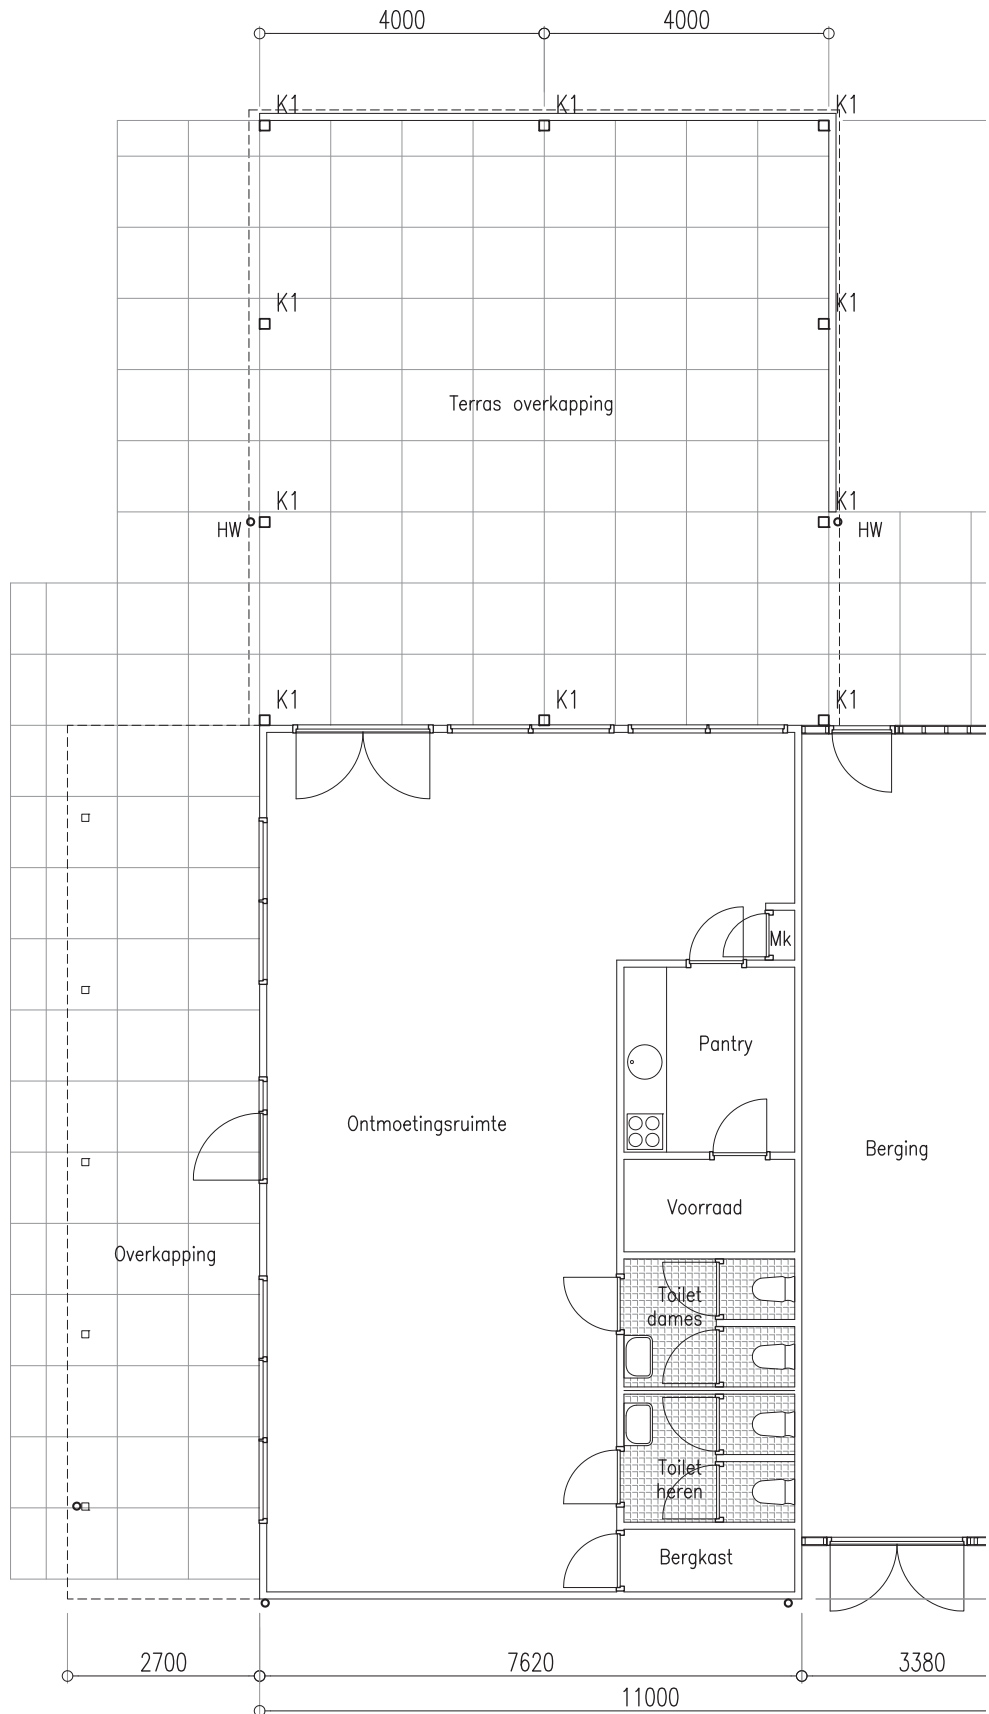 4000 4000
K1 K1 K1
K1 K1
Terras overkapping
K1 K1
HW HW
K1 K1 K1
Mk
Pantry
Ontmoetingsruimte
Berging
Voorraad
Overkapping
Toilet
dames
Toilet
heren
Bergkast
2700 7620 3380
11000